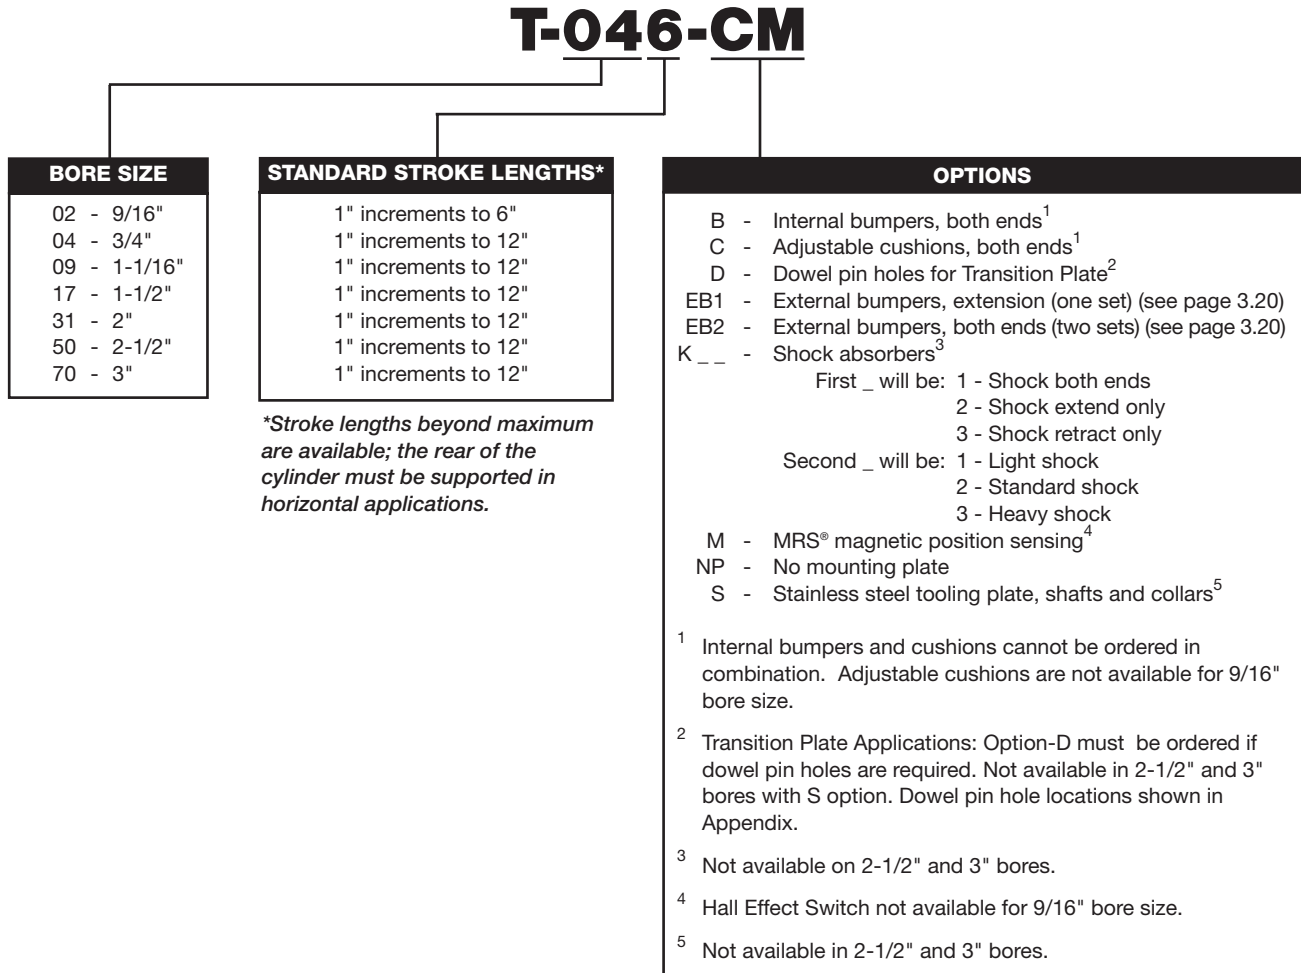 T-046-CM
BORE SIZE
02 - 9/16"
04 - 3/4"
09 - 1-1/16"
17 - 1-1/2"
31 - 2"
50 - 2-1/2"
70 - 3"
STANDARD STROKE LENGTHS*
1" increments to 6"
1" increments to 12"
1" increments to 12"
1" increments to 12"
1" increments to 12"
1" increments to 12"
1" increments to 12"
*Stroke lengths beyond maximum
are available; the rear of the
cylinder must be supported in
horizontal applications.
OPTIONS
B - Internal bumpers, both ends1
C - Adjustable cushions, both ends1
D - Dowel pin holes for Transition Plate2
EB1 - External bumpers, extension (one set) (see page 3.20)
EB2 - External bumpers, both ends (two sets) (see page 3.20)
K _ _ - Shock absorbers3
First _ will be: 1 - Shock both ends
2 - Shock extend only
3 - Shock retract only
Second _ will be: 1 - Light shock
2 - Standard shock
3 - Heavy shock
M - MRS® magnetic position sensing4
NP - No mounting plate
S - Stainless steel tooling plate, shafts and collars5
1 Internal bumpers and cushions cannot be ordered in
combination. Adjustable cushions are not available for 9/16"
bore size.
2 Transition Plate Applications: Option-D must be ordered if
dowel pin holes are required. Not available in 2-1/2" and 3"
bores with S option. Dowel pin hole locations shown in
Appendix.
3 Not available on 2-1/2" and 3" bores.
4 Hall Effect Switch not available for 9/16" bore size.
5 Not available in 2-1/2" and 3" bores.